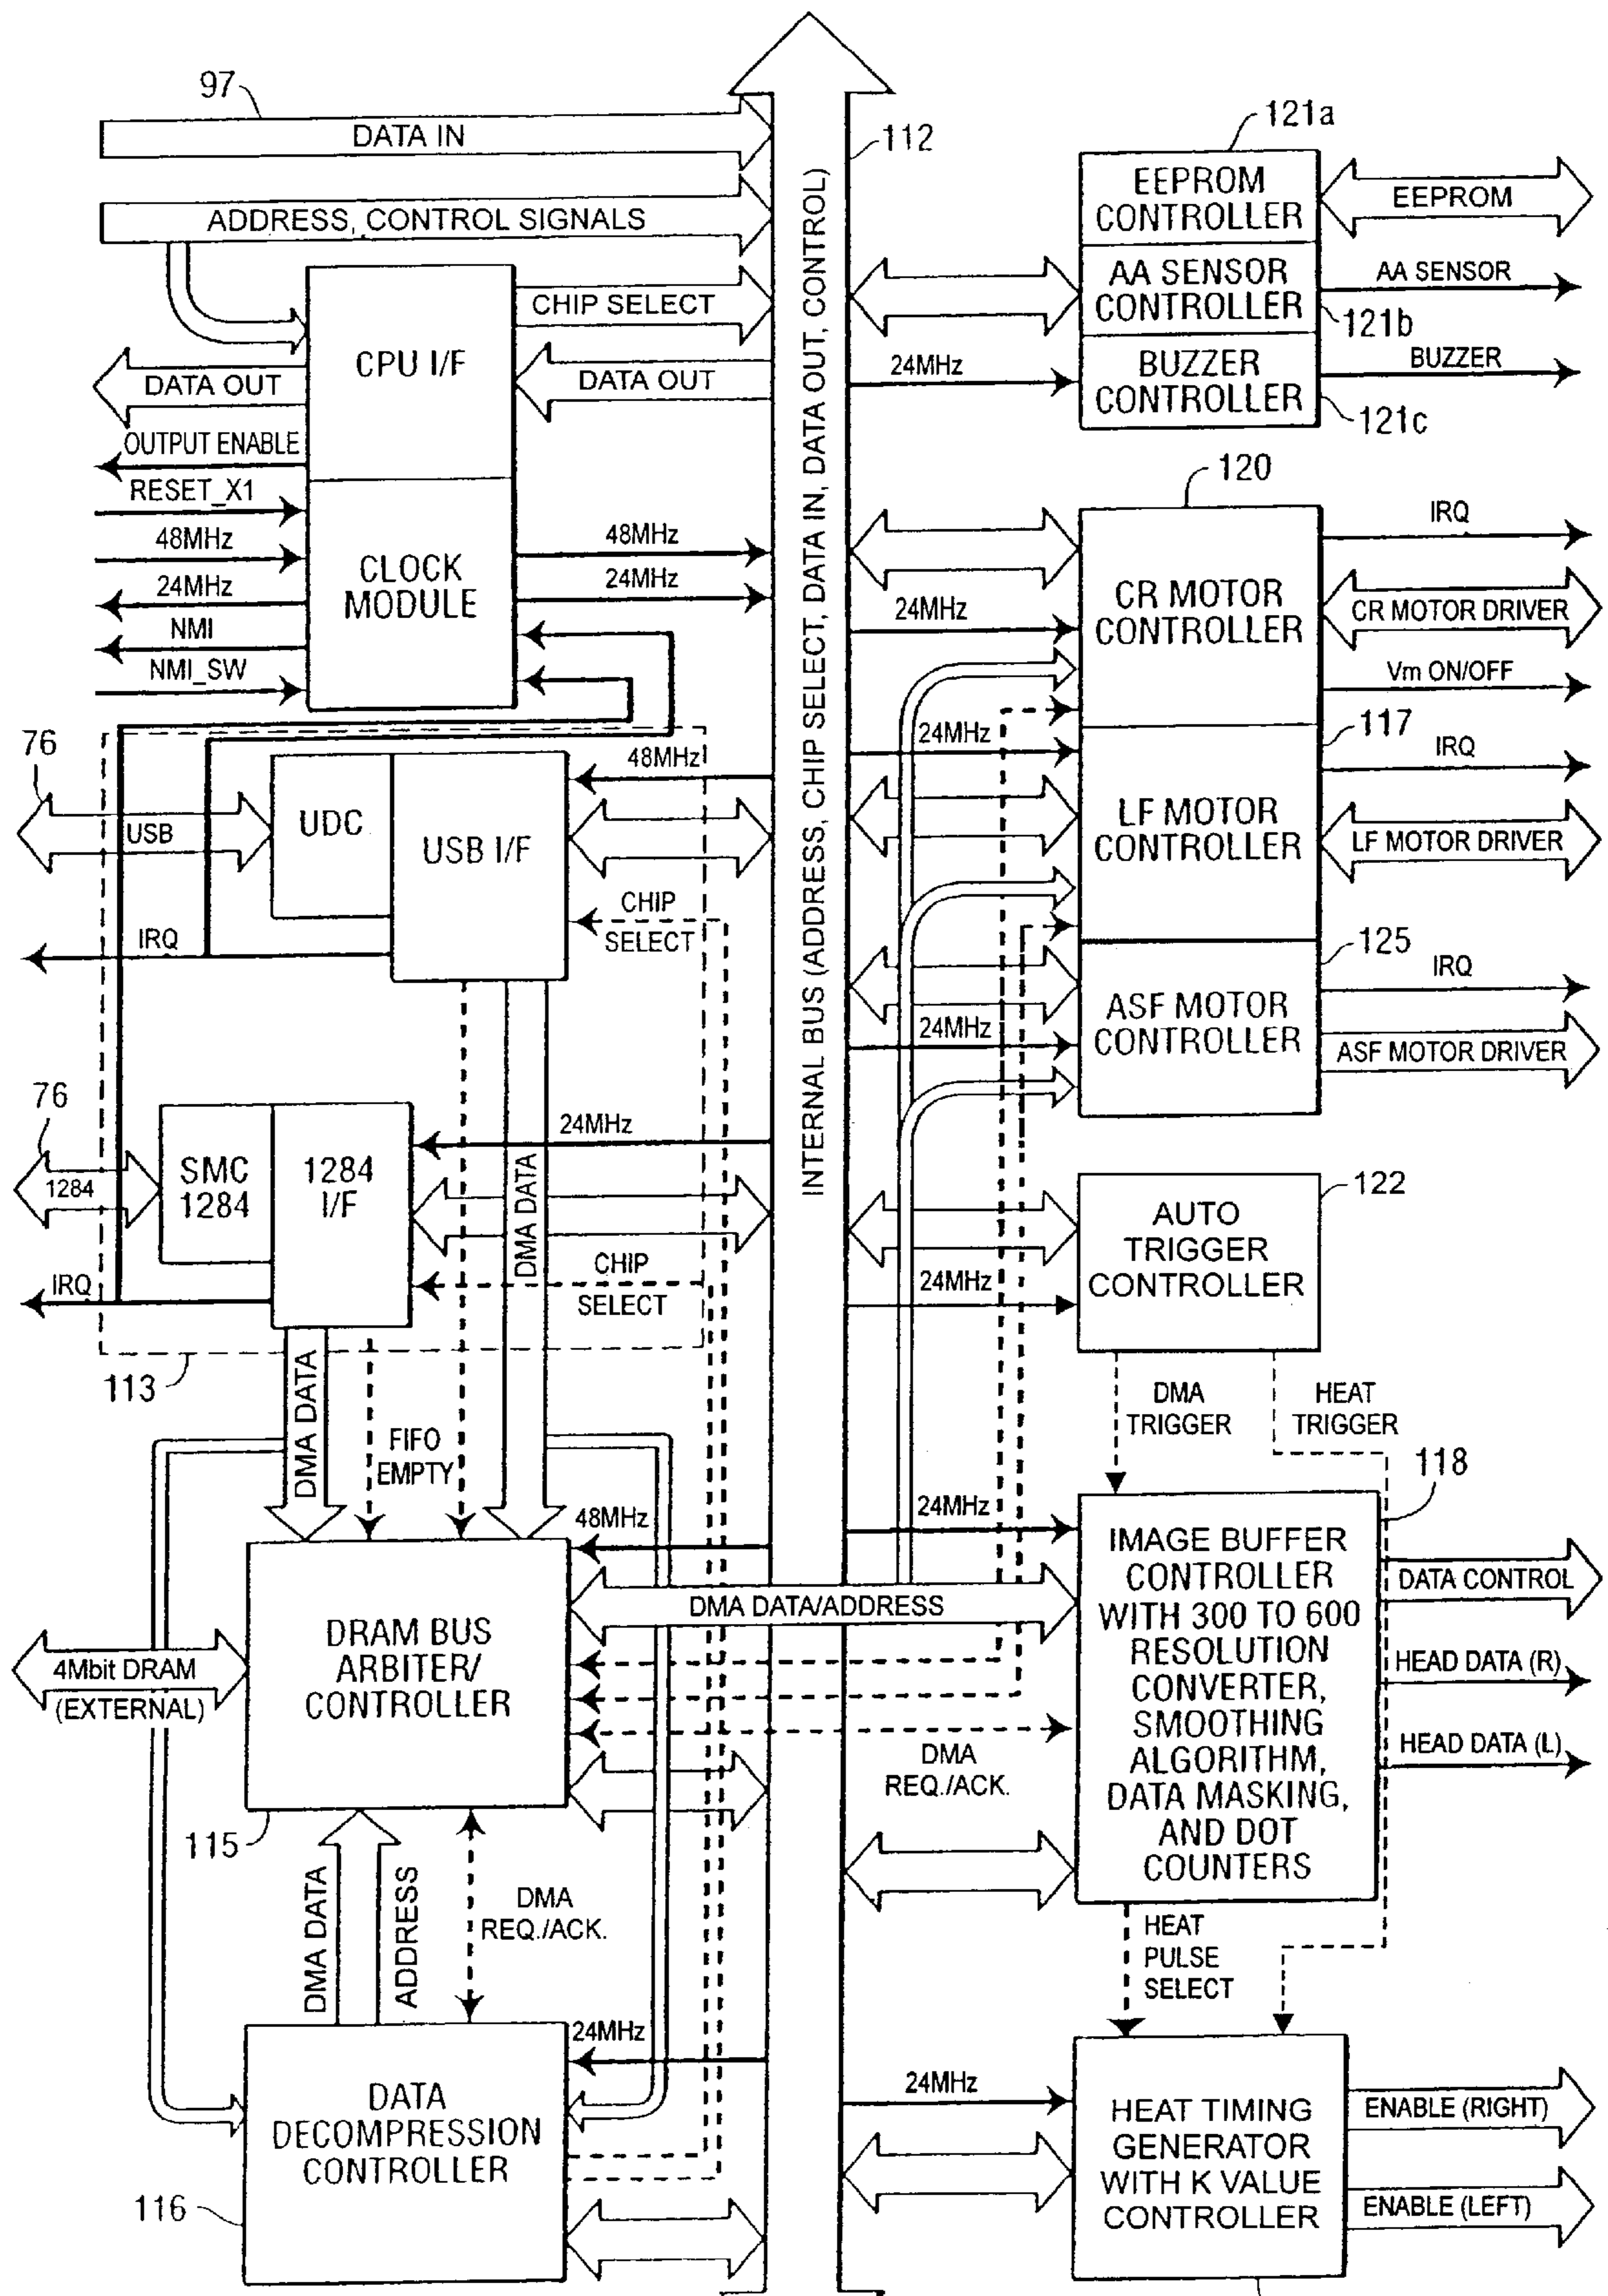 97
DATA IN
ADDRESS, CONTROL SIGNALS
CPU I/F
CHIP SELECT
DATA OUT
DATA OUT
OUTPUT ENABLE
RESET_X1
48MHz
24MHz
NMI
NMI_SW
CLOCK
MODULE
48MHz
24MHz
76
USB
UDC
USB I/F
48MHz
CHIP
SELECT
IRQ
76
1284
SMC
1284
1284
I/F
24MHz
DMA DATA
CHIP
SELECT
IRQ
113
DMA DATA
FIFO
EMPTY
48MHz
DRAM BUS
ARBITER/
CONTROLLER
4Mbit DRAM
(EXTERNAL)
115
DMA DATA
ADDRESS
DMA
REQ./ACK.
24MHz
DATA
DECOMPRESSION
CONTROLLER
116
INTERNAL BUS (ADDRESS, CHIP SELECT, DATA IN, DATA OUT, CONTROL)
112
DMA DATA/ADDRESS
DMA
REQ./ACK.
121a
EEPROM
CONTROLLER
EEPROM
AA SENSOR
CONTROLLER
AA SENSOR
121b
24MHz
BUZZER
CONTROLLER
BUZZER
121c
120
CR MOTOR
CONTROLLER
24MHz
IRQ
CR MOTOR DRIVER
Vm ON/OFF
117
24MHz
LF MOTOR
CONTROLLER
IRQ
LF MOTOR DRIVER
125
ASF MOTOR
CONTROLLER
24MHz
IRQ
ASF MOTOR DRIVER
122
AUTO
TRIGGER
CONTROLLER
24MHz
DMA
TRIGGER
HEAT
TRIGGER
118
24MHz
IMAGE BUFFER
CONTROLLER
WITH 300 TO 600
RESOLUTION
CONVERTER,
SMOOTHING
ALGORITHM,
DATA MASKING,
AND DOT
COUNTERS
DATA CONTROL
HEAD DATA (R)
HEAD DATA (L)
HEAT
PULSE
SELECT
24MHz
HEAT TIMING
GENERATOR
WITH K VALUE
CONTROLLER
ENABLE (RIGHT)
ENABLE (LEFT)